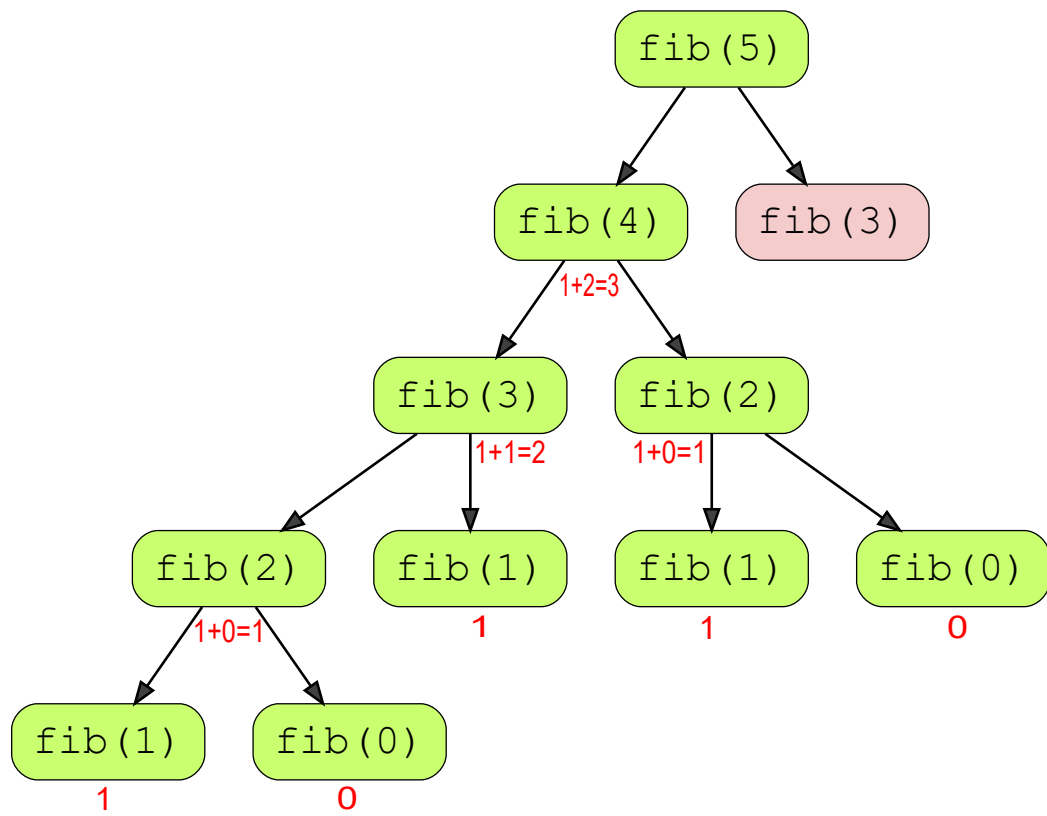 fib(5)
fib(4)
fib(3)
1+2=3
fib(3)
fib(2)
1+1=2
1+0=1
fib(2)
fib(1)
fib(1)
fib(0)
1+0=1
1
1
0
fib(1)
fib(0)
1
0